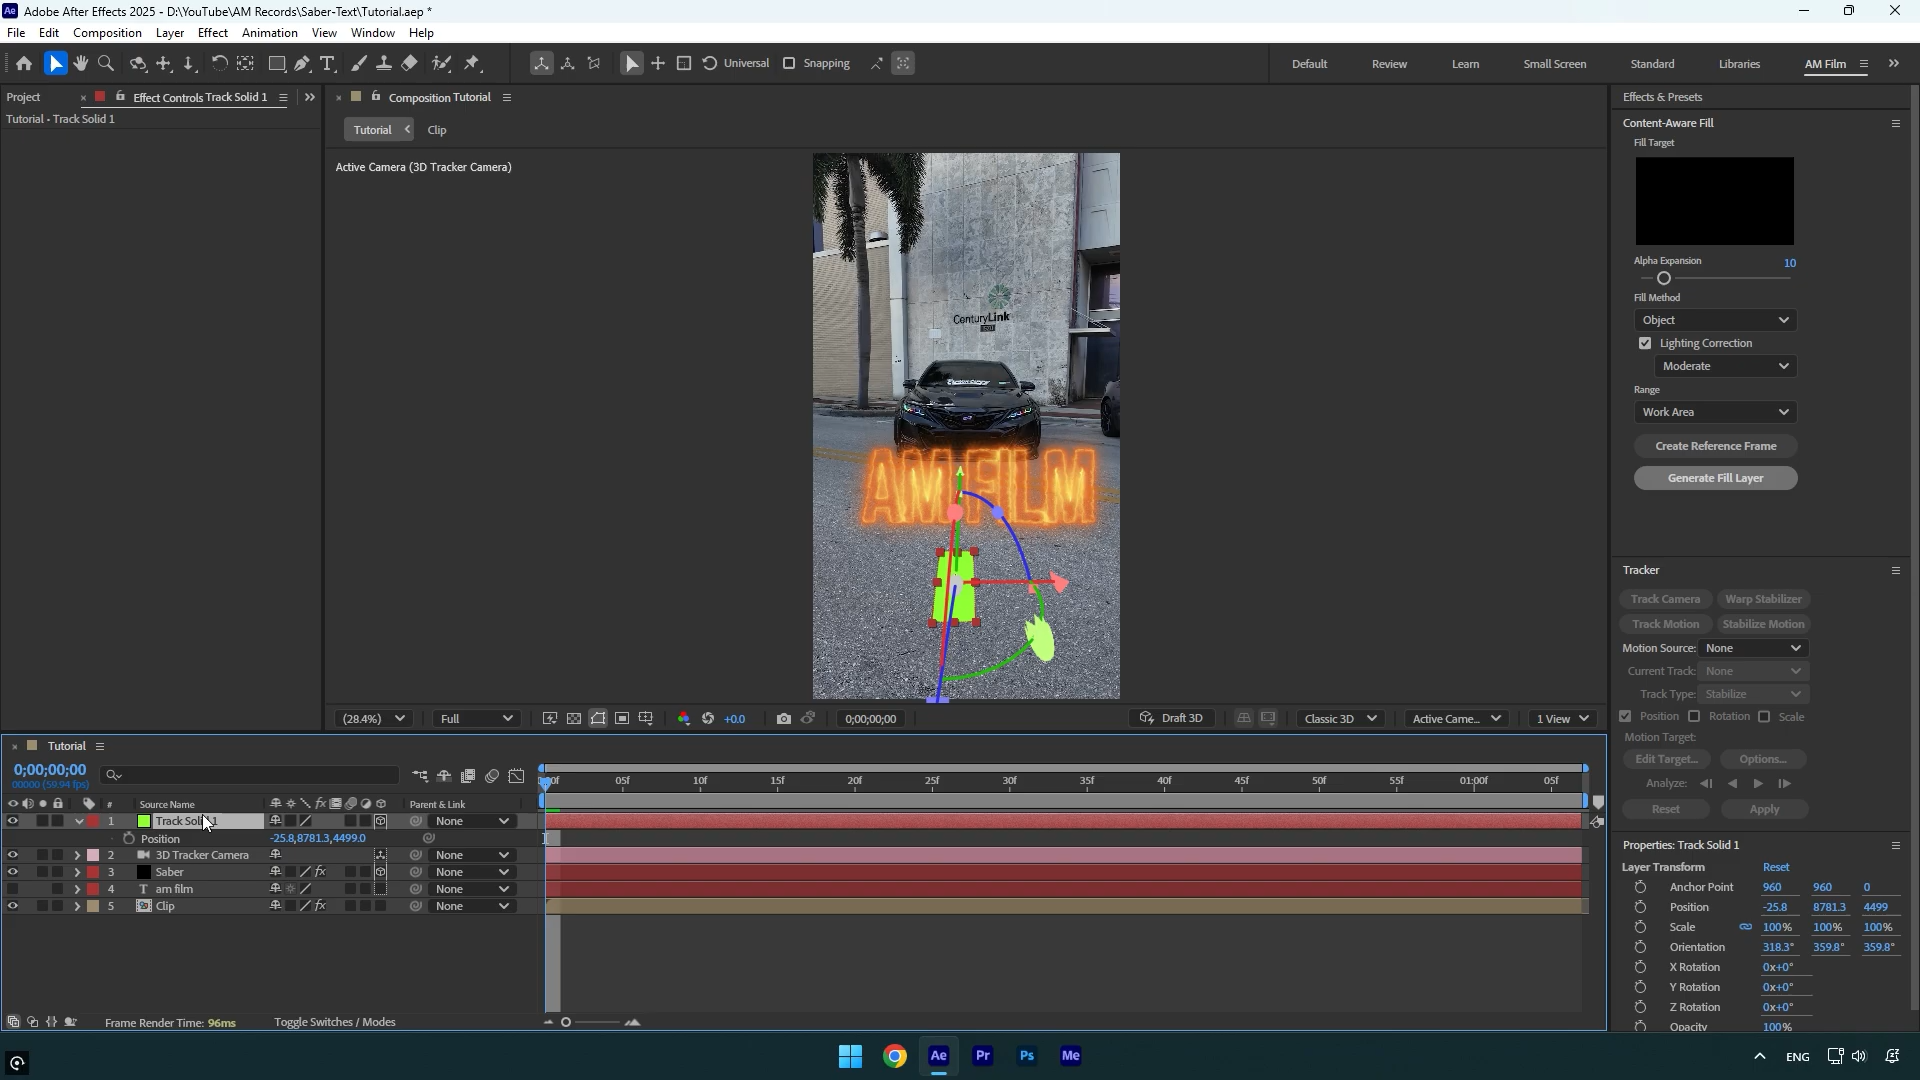 Adobe After Effects 2025 - D:\YouTube\AM Records\Saber-Text\Tutorial.aep *
File Edit Composition Layer Effect Animation View Window Help
Universal Snapping Default Review Learn Small Screen Standard Libraries AM Film
Project Effect Controls Track Solid 1 Composition Tutorial Effects & Presets
Tutorial • Track Solid 1
Tutorial Clip
Active Camera (3D Tracker Camera)
CenturyLink
AM FILM
Content-Aware Fill
Fill Target
Alpha Expansion 10
Fill Method
Object
Lighting Correction
Moderate
Range
Work Area
Create Reference Frame
Generate Fill Layer
Tracker
Track Camera Warp Stabilizer
Track Motion Stabilize Motion
Motion Source: None
Current Track: None
Track Type: Stabilize
Position Rotation Scale
Motion Target:
Edit Target... Options...
Analyze:
Reset Apply
(28.4%) Full +0.0 0;00;00;00 Draft 3D Classic 3D Active Came... 1 View
Tutorial
0;00;00;00
00000 (59.94 fps)
:00f 05f 10f 15f 20f 25f 30f 35f 40f 45f 50f 55f 01:00f 05f
# Source Name fx Parent & Link
1 Track Solid 1 None
Position -25.8,8781.3,4499.0
2 3D Tracker Camera None
3 Saber fx None
4 T am film None
5 Clip fx None
Frame Render Time: 96ms Toggle Switches / Modes
Properties: Track Solid 1
Layer Transform Reset
Anchor Point 960 960 0
Position -25.8 8781.3 4499
Scale 100% 100% 100%
Orientation 318.3° 359.8° 359.8°
X Rotation 0x+0°
Y Rotation 0x+0°
Z Rotation 0x+0°
Opacity 100%
Ae Pr Ps Me ENG